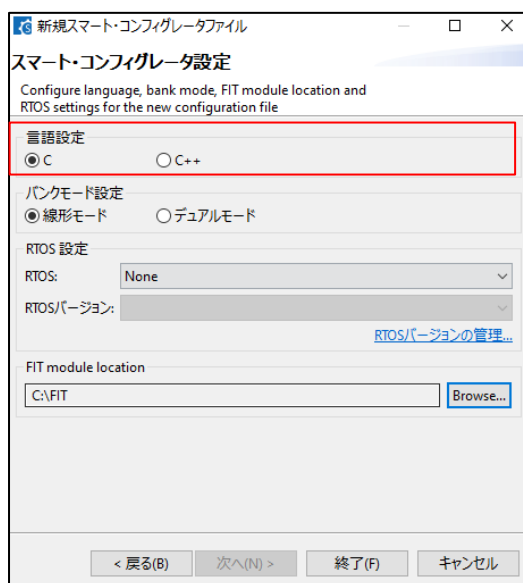 新規スマート・コンフィグレータファイル
スマート・コンフィグレータ設定
Configure language, bank mode, FIT module location and
RTOS settings for the new configuration file
言語設定
C C++
バンクモード設定
線形モード デュアルモード
RTOS 設定
RTOS: None
RTOSバージョン:
RTOSバージョンの管理...
FIT module location
C:\FIT Browse...
< 戻る(B) 次へ(N) > 終了(F) キャンセル